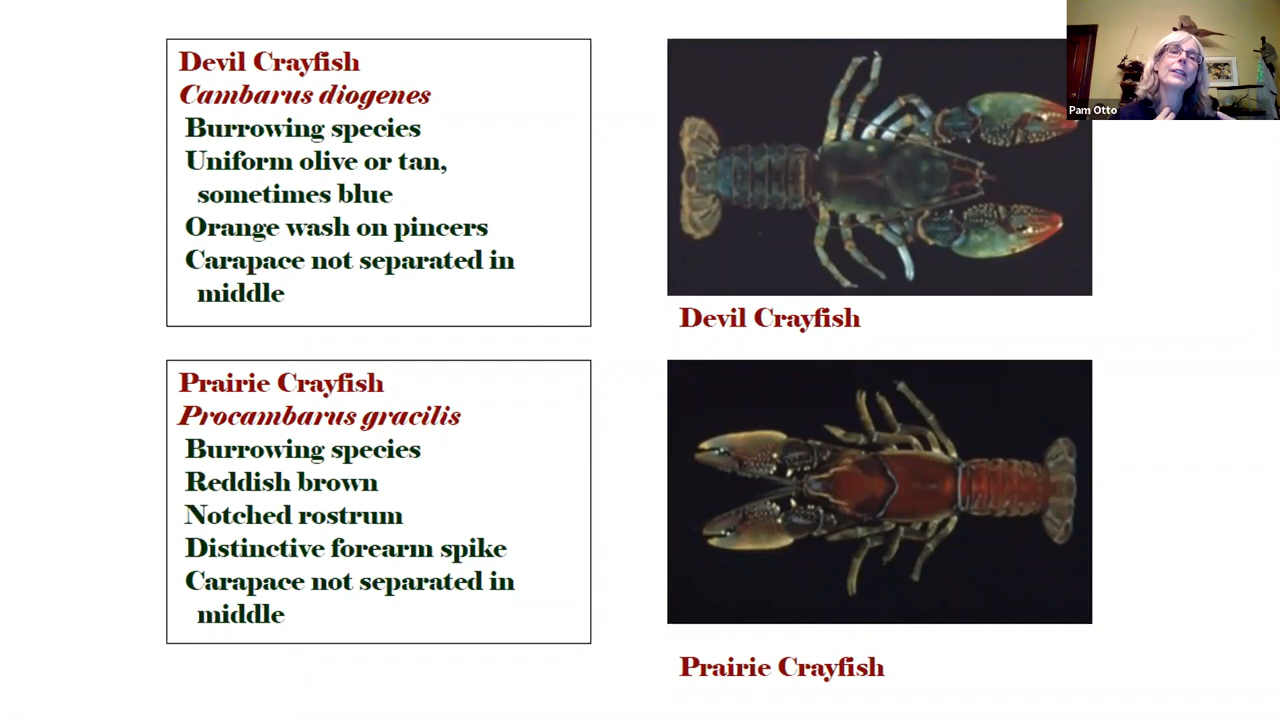 Devil Crayfish
Cambarus diogenes
Burrowing species
Uniform olive or tan,
sometimes blue
Orange wash on pincers
Carapace not separated in
middle
Devil Crayfish
Prairie Crayfish
Procambarus gracilis
Burrowing species
Reddish brown
Notched rostrum
Distinctive forearm spike
Carapace not separated in
middle
Prairie Crayfish
Pam Otto